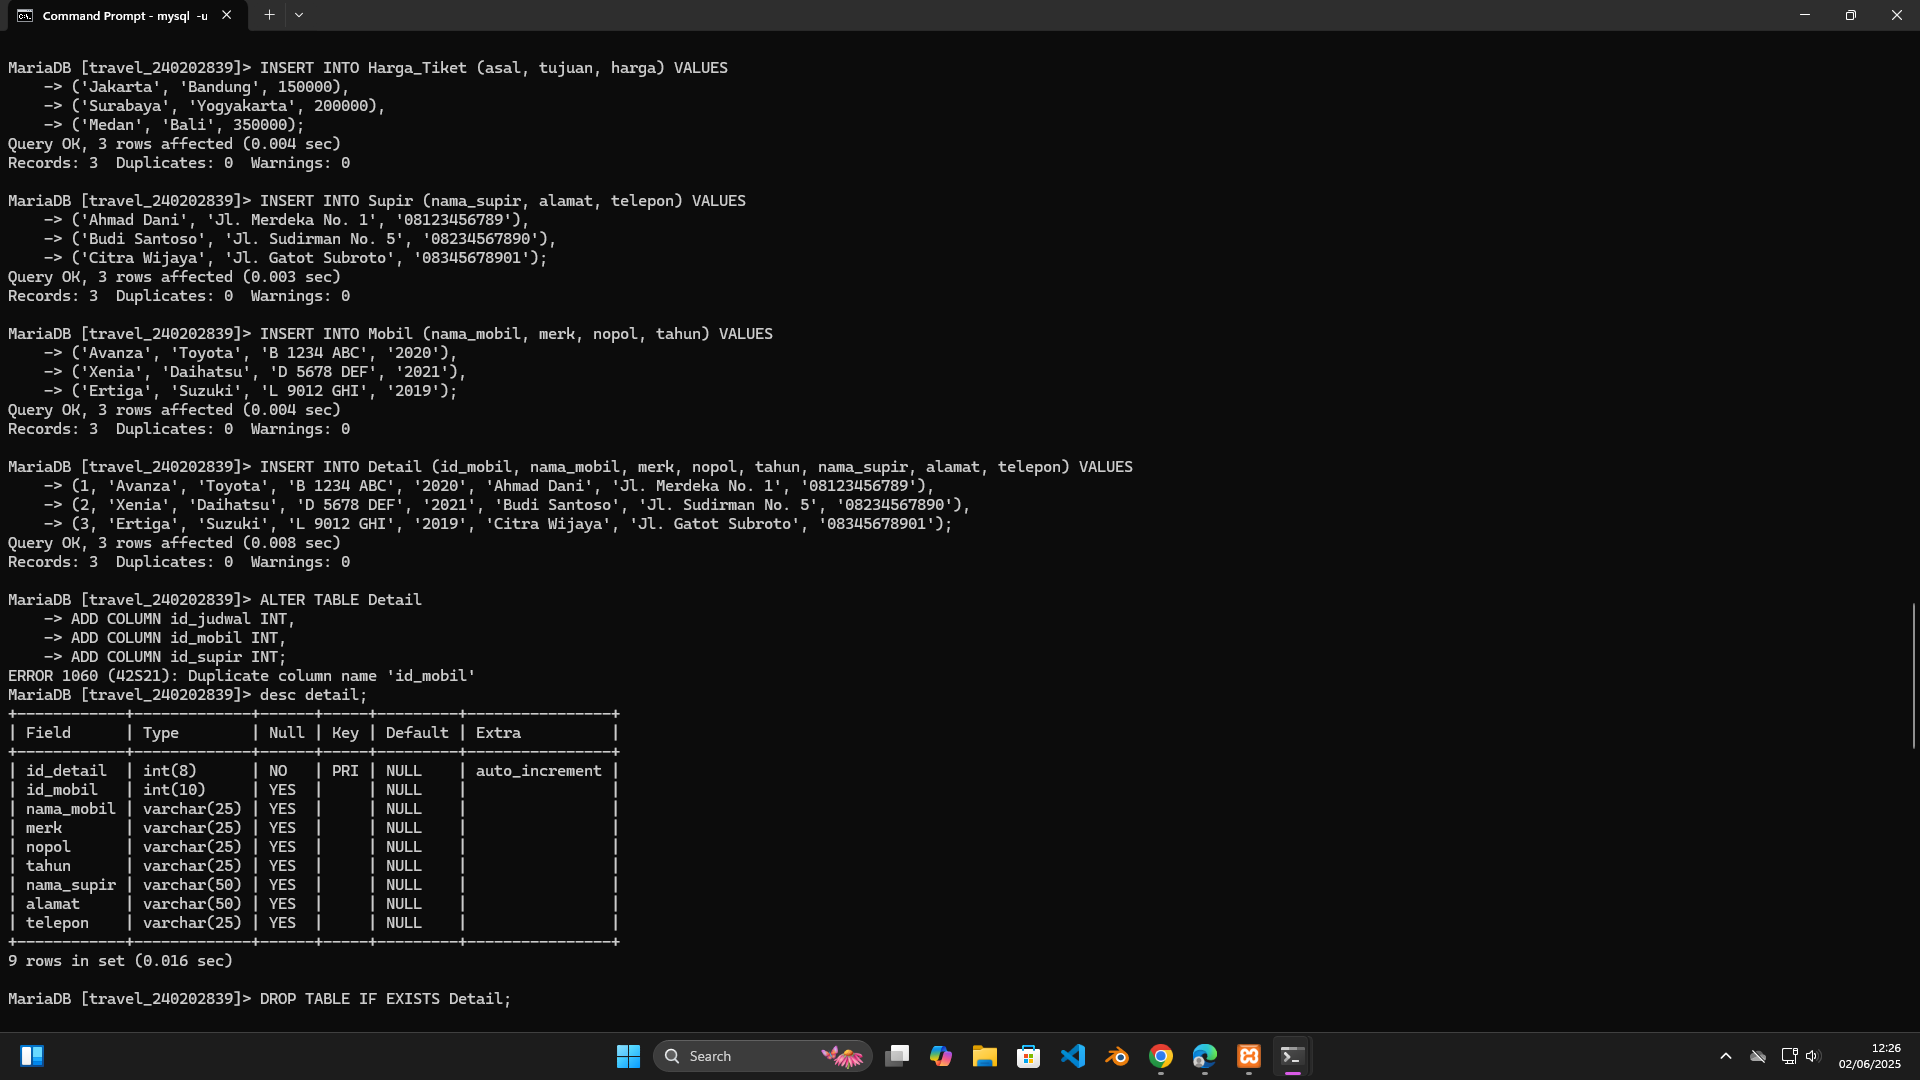 Command Prompt - mysql  -u
MariaDB [travel_240202839]> INSERT INTO Harga_Tiket (asal, tujuan, harga) VALUES
    -> ('Jakarta', 'Bandung', 150000),
    -> ('Surabaya', 'Yogyakarta', 200000),
    -> ('Medan', 'Bali', 350000);
Query OK, 3 rows affected (0.004 sec)
Records: 3  Duplicates: 0  Warnings: 0
MariaDB [travel_240202839]> INSERT INTO Supir (nama_supir, alamat, telepon) VALUES
    -> ('Ahmad Dani', 'Jl. Merdeka No. 1', '08123456789'),
    -> ('Budi Santoso', 'Jl. Sudirman No. 5', '08234567890'),
    -> ('Citra Wijaya', 'Jl. Gatot Subroto', '08345678901');
Query OK, 3 rows affected (0.003 sec)
Records: 3  Duplicates: 0  Warnings: 0
MariaDB [travel_240202839]> INSERT INTO Mobil (nama_mobil, merk, nopol, tahun) VALUES
    -> ('Avanza', 'Toyota', 'B 1234 ABC', '2020'),
    -> ('Xenia', 'Daihatsu', 'D 5678 DEF', '2021'),
    -> ('Ertiga', 'Suzuki', 'L 9012 GHI', '2019');
Query OK, 3 rows affected (0.004 sec)
Records: 3  Duplicates: 0  Warnings: 0
MariaDB [travel_240202839]> INSERT INTO Detail (id_mobil, nama_mobil, merk, nopol, tahun, nama_supir, alamat, telepon) VALUES
    -> (1, 'Avanza', 'Toyota', 'B 1234 ABC', '2020', 'Ahmad Dani', 'Jl. Merdeka No. 1', '08123456789'),
    -> (2, 'Xenia', 'Daihatsu', 'D 5678 DEF', '2021', 'Budi Santoso', 'Jl. Sudirman No. 5', '08234567890'),
    -> (3, 'Ertiga', 'Suzuki', 'L 9012 GHI', '2019', 'Citra Wijaya', 'Jl. Gatot Subroto', '08345678901');
Query OK, 3 rows affected (0.008 sec)
Records: 3  Duplicates: 0  Warnings: 0
MariaDB [travel_240202839]> ALTER TABLE Detail
    -> ADD COLUMN id_judwal INT,
    -> ADD COLUMN id_mobil INT,
    -> ADD COLUMN id_supir INT;
ERROR 1060 (42S21): Duplicate column name 'id_mobil'
MariaDB [travel_240202839]> desc detail;
+------------+-------------+------+-----+---------+----------------+
| Field      | Type        | Null | Key | Default | Extra          |
+------------+-------------+------+-----+---------+----------------+
| id_detail  | int(8)      | NO   | PRI | NULL    | auto_increment |
| id_mobil   | int(10)     | YES  |     | NULL    |                |
| nama_mobil | varchar(25) | YES  |     | NULL    |                |
| merk       | varchar(25) | YES  |     | NULL    |                |
| nopol      | varchar(25) | YES  |     | NULL    |                |
| tahun      | varchar(25) | YES  |     | NULL    |                |
| nama_supir | varchar(50) | YES  |     | NULL    |                |
| alamat     | varchar(50) | YES  |     | NULL    |                |
| telepon    | varchar(25) | YES  |     | NULL    |                |
+------------+-------------+------+-----+---------+----------------+
9 rows in set (0.016 sec)
MariaDB [travel_240202839]> DROP TABLE IF EXISTS Detail;
Search
12:26
02/06/2025